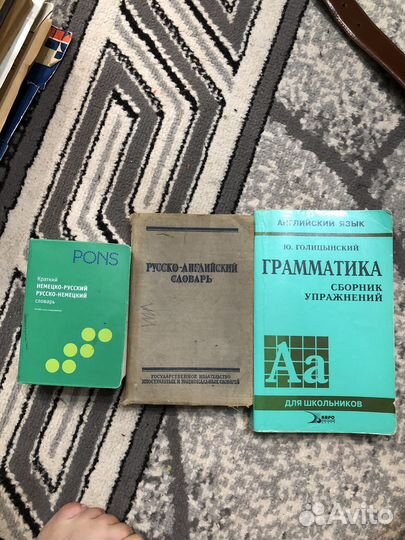 PONS
Краткий
НЕМЕЦКО-РУССКИЙ
РУССКО-НЕМЕЦКИЙ
словарь
РУССКО-АНГЛИЙСКИЙ
СЛОВАРЬ
ГОСУДАРСТВЕННОЕ ИЗДАТЕЛЬСТВО
ИНОСТРАННЫХ И НАЦИОНАЛЬНЫХ СЛОВАРЕЙ
АНГЛИЙСКИЙ ЯЗЫК
Ю. ГОЛИЦЫНСКИЙ
ГРАММАТИКА
СБОРНИК
УПРАЖНЕНИЙ
Аа
ДЛЯ ШКОЛЬНИКОВ
Avito